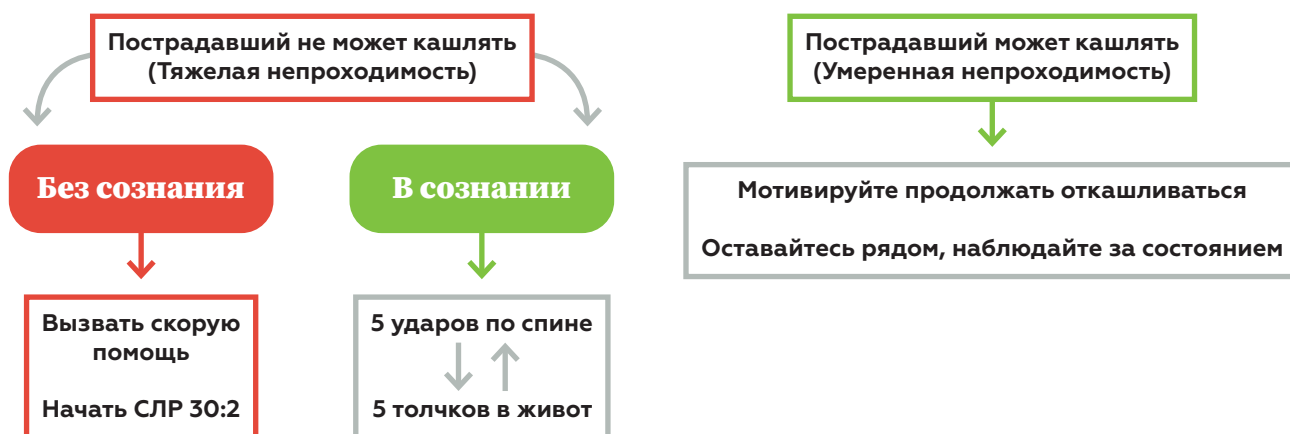 Пострадавший не может кашлять
(Тяжелая непроходимость)
Без сознания
В сознании
Вызвать скорую
помощь
Начать СЛР 30:2
5 ударов по спине
5 толчков в живот
Пострадавший может кашлять
(Умеренная непроходимость)
Мотивируйте продолжать откашливаться
Оставайтесь рядом, наблюдайте за состоянием